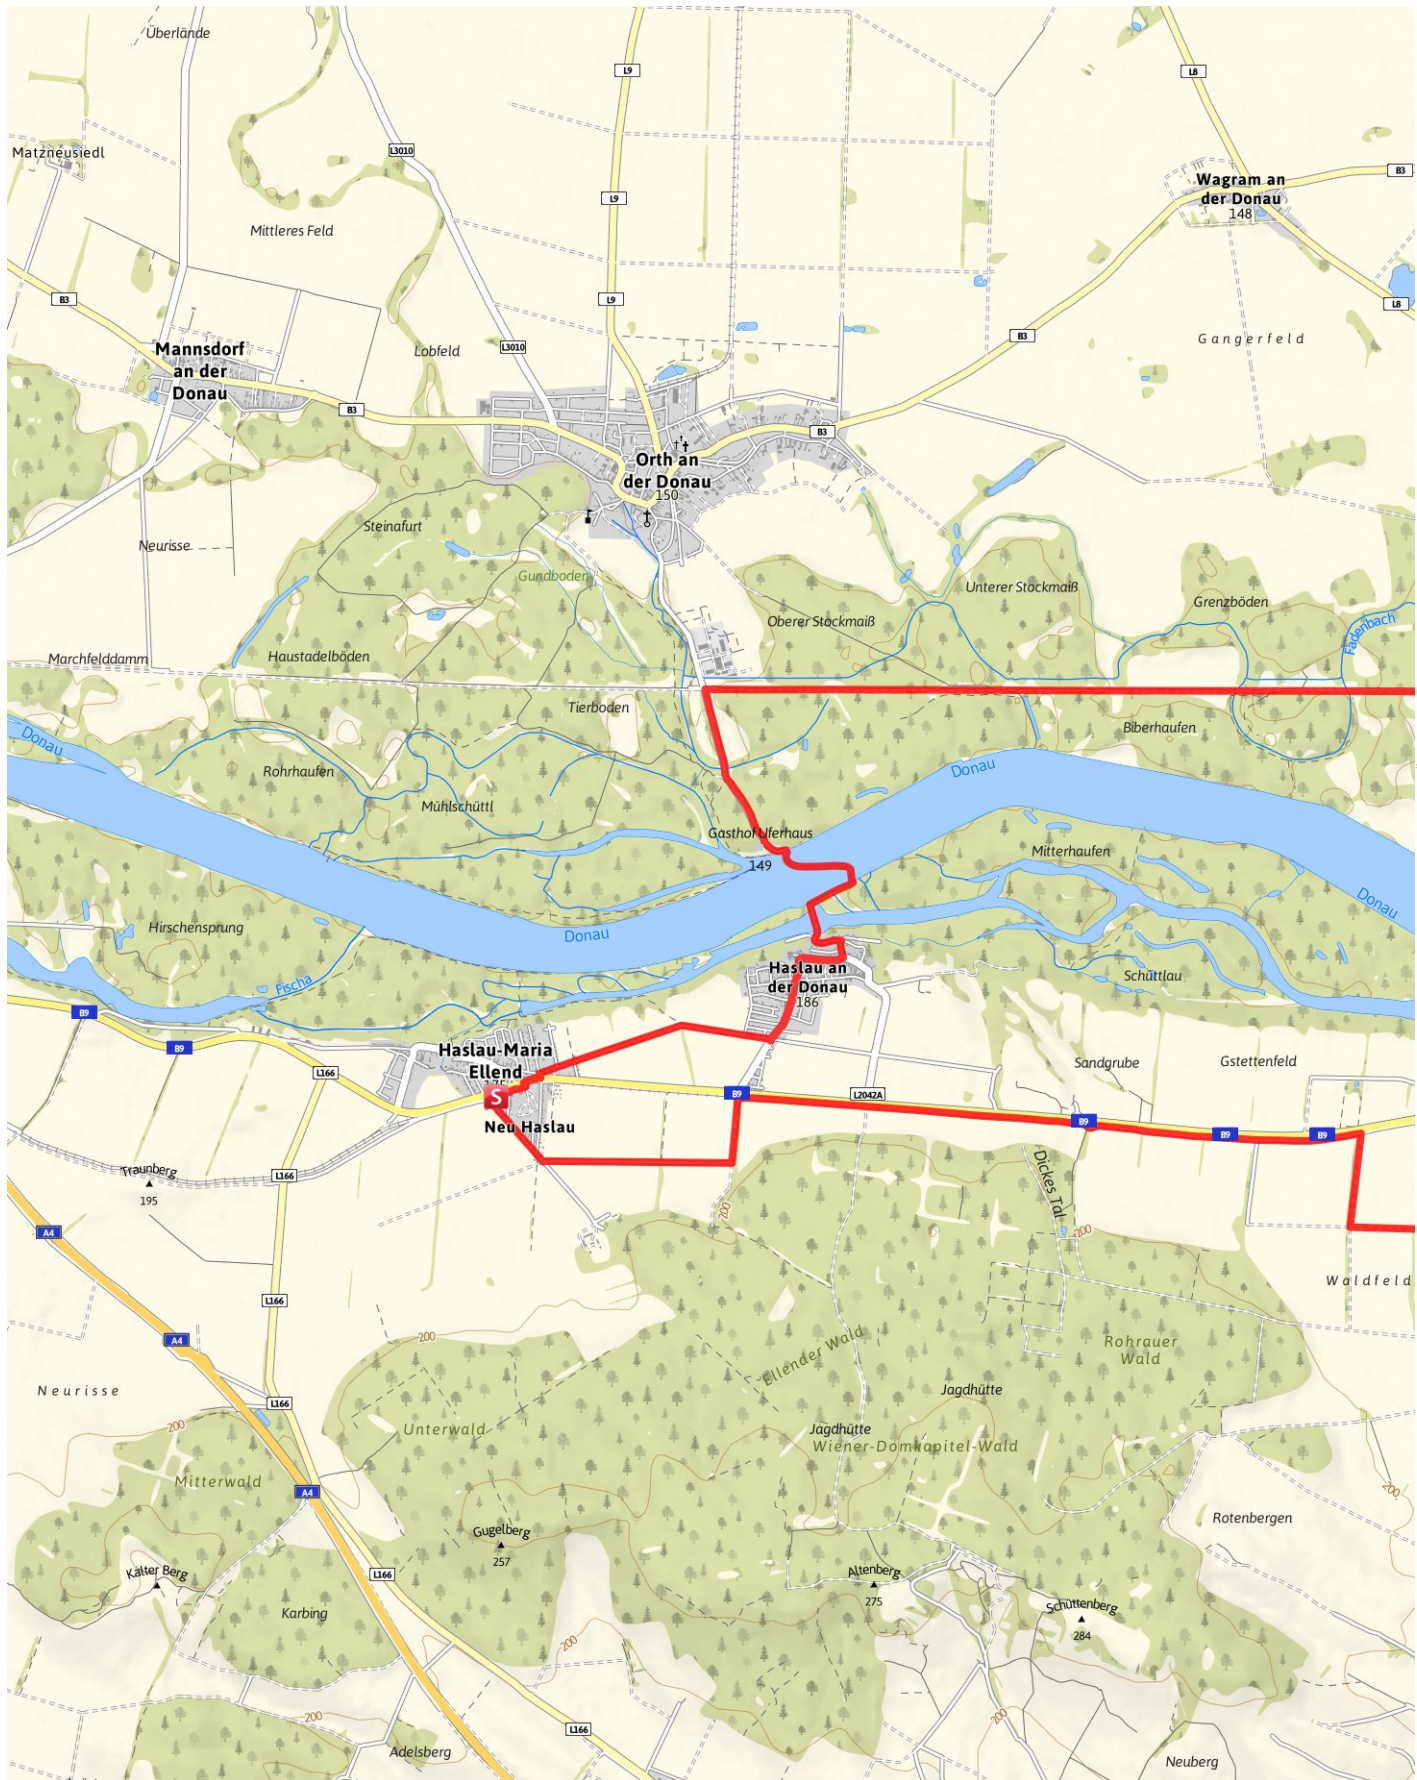 Überlände
L9
L8
L3010
Matzneusiedl
B3
Wagram an
der Donau
148
L9
Mittleres Feld
B3
L9
L8
B3
Gangerfeld
Mannsdorf
an der
Donau
Lobfeld
L3010
B3
B3
Orth an
der Donau
150
Steinafurt
Neurisse
Gundboden
Unterer Stockmaiß
Grenzböden
Oberer Stockmaiß
Fadenbach
Marchfelddamm
Haustadelböden
Tierboden
Biberhaufen
Donau
Rohrhaufen
Donau
Mühlschüttl
Gasthof Uferhaus
149
Mitterhaufen
Donau
Hirschensprung
Donau
Haslau an
der Donau
186
Schüttlau
Fischa
B9
B9
Haslau-Maria
Ellend
175
L166
Sandgrube
Gstettenfeld
S
B9
L2042A
Neu Haslau
B9
B9
B9
Traunberg
195
L166
Dickes Tal
200
200
A4
Waldfeld
L166
A4
200
Ellender Wald
Rohrauer
Wald
Neurisse
L166
Jagdhütte
200
Unterwald
Jagdhütte
Wiener-Domkapitel-Wald
Mitterwald
A4
200
Rotenbergen
Gugelberg
257
Kalter Berg
L166
Altenberg
275
Karbing
Schüttenberg
284
200
200
200
L166
Adelsberg
Neuberg